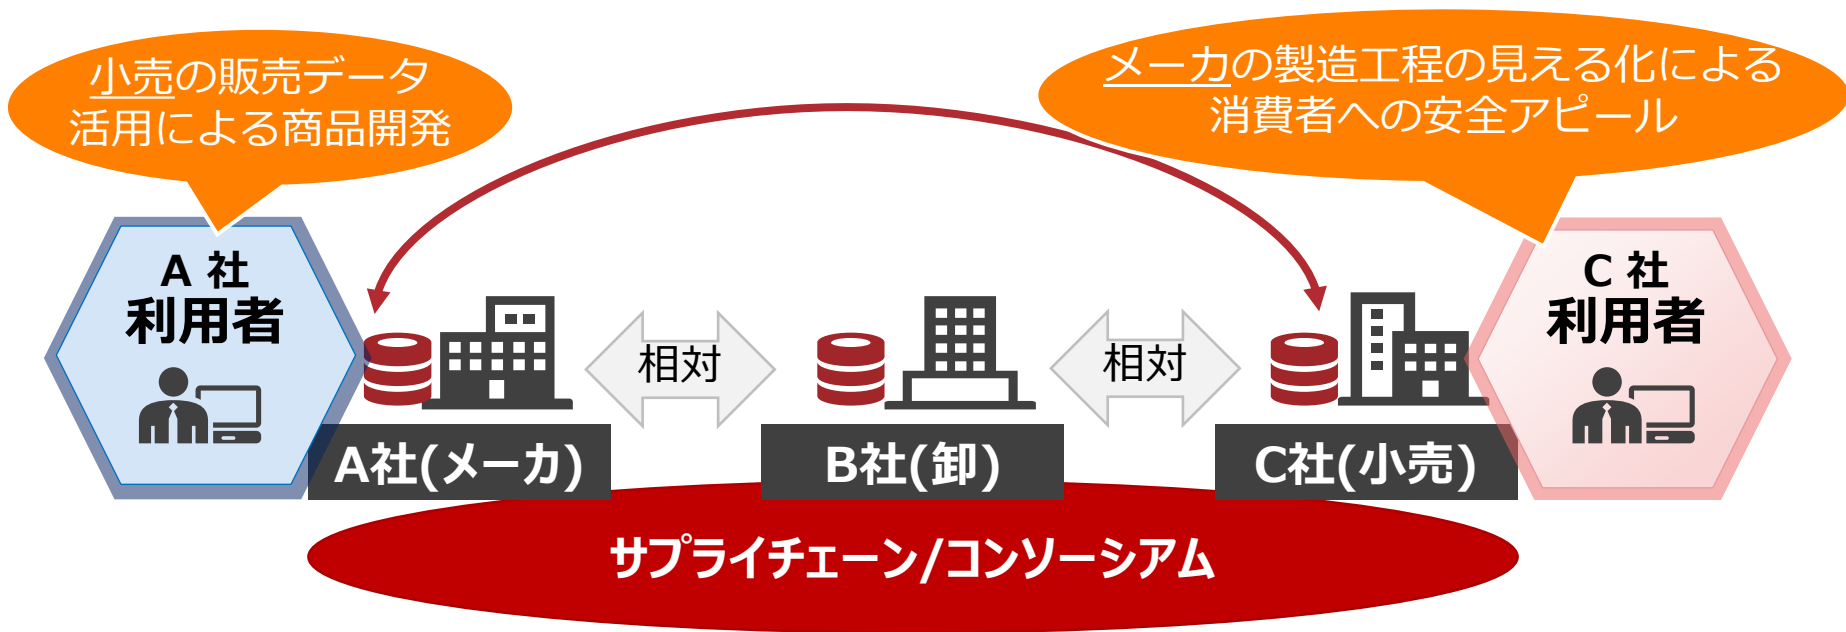 小売の販売データ
活用による商品開発
メーカの製造工程の見える化による
消費者への安全アピール
A 社
利用者
C 社
利用者
相対
相対
A社(メーカ)
B社(卸)
C社(小売)
サプライチェーン/コンソーシアム